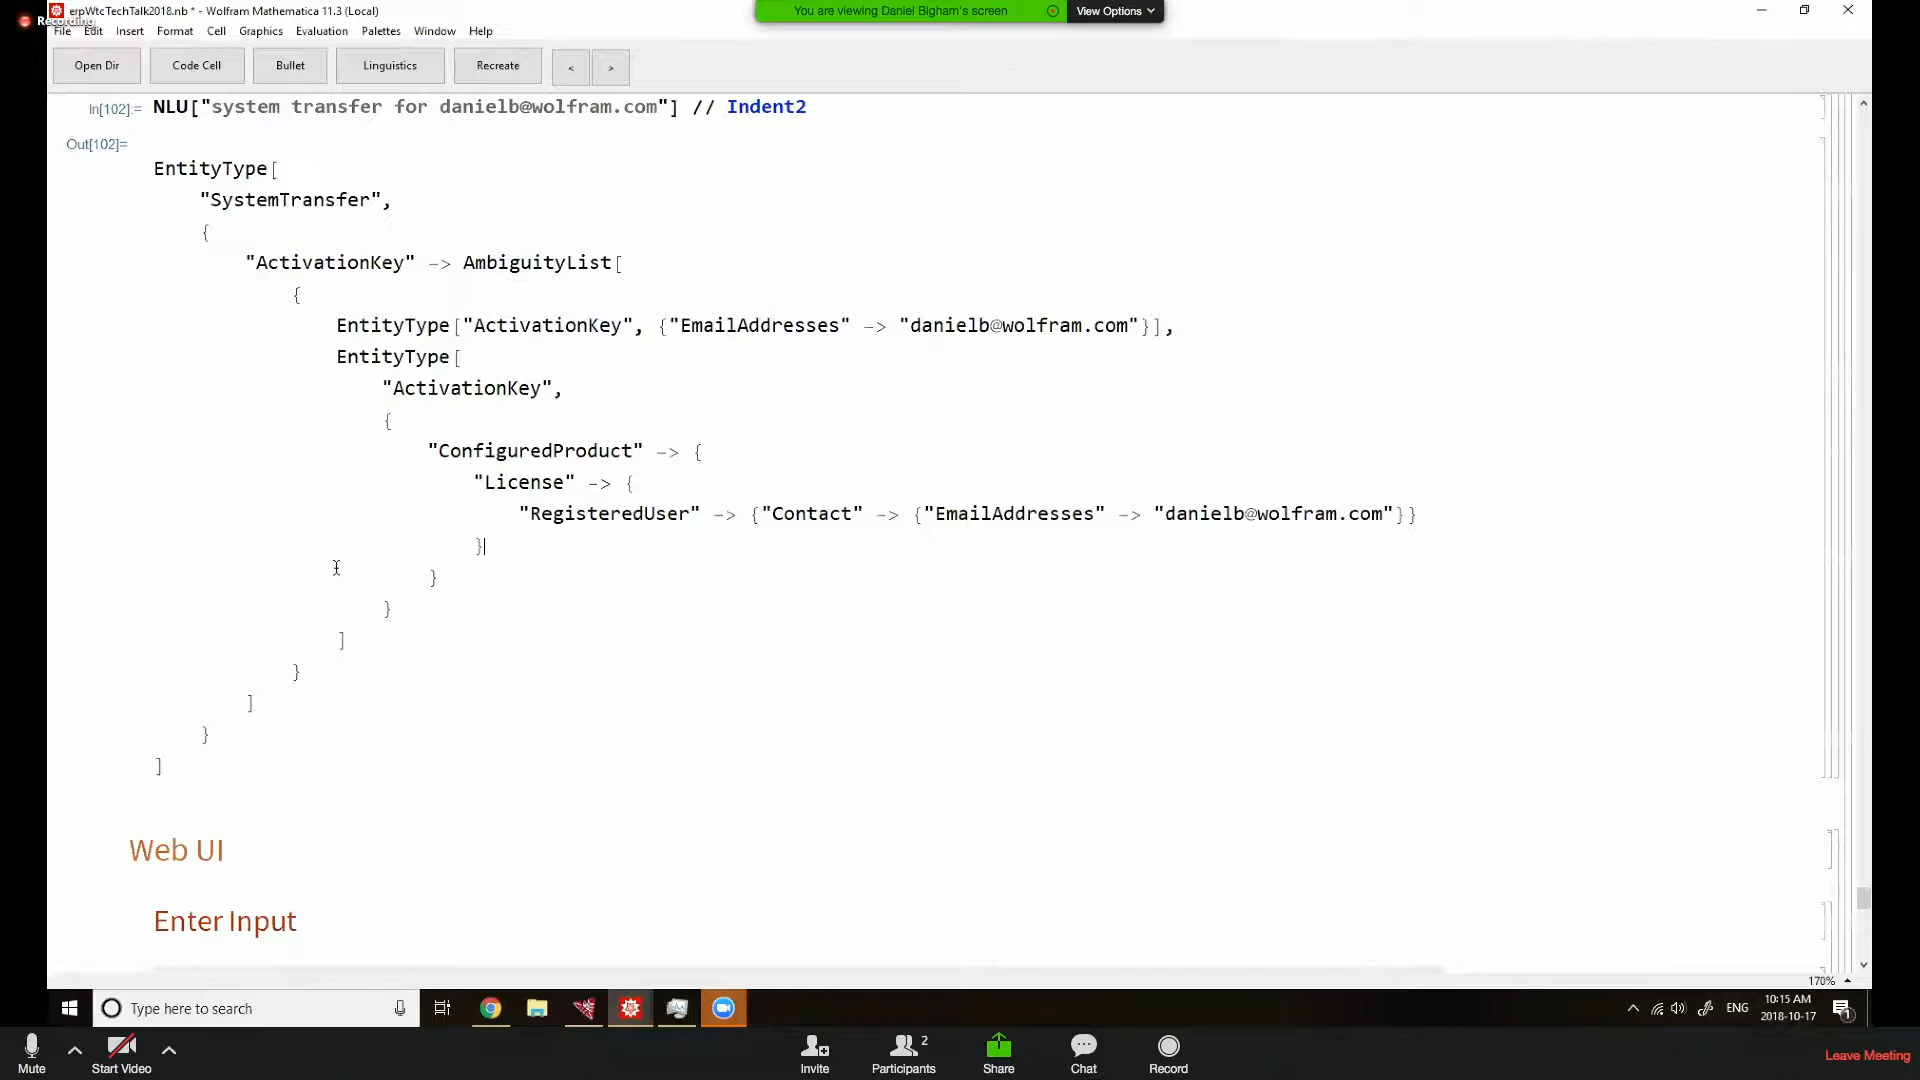 erpWtcTechTalk2018.nb * - Wolfram Mathematica 11.3 (Local)
You are viewing Daniel Bigham's screen
View Options
Recording
File Edit Insert Format Cell Graphics Evaluation Palettes Window Help
Open Dir Code Cell Bullet Linguistics Recreate < >
In[102]:= NLU["system transfer for danielb@wolfram.com"] // Indent2
Out[102]=
EntityType[
"SystemTransfer",
{
"ActivationKey" -> AmbiguityList[
{
EntityType["ActivationKey", {"EmailAddresses" -> "danielb@wolfram.com"}],
EntityType[
"ActivationKey",
{
"ConfiguredProduct" -> {
"License" -> {
"RegisteredUser" -> {"Contact" -> {"EmailAddresses" -> "danielb@wolfram.com"}}
}
}
}
]
}
]
}
]
Web UI
Enter Input
170%
Type here to search
ENG
10:15 AM
2018-10-17
1
Mute
Start Video
Invite
2
Participants
Share
Chat
Record
Leave Meeting